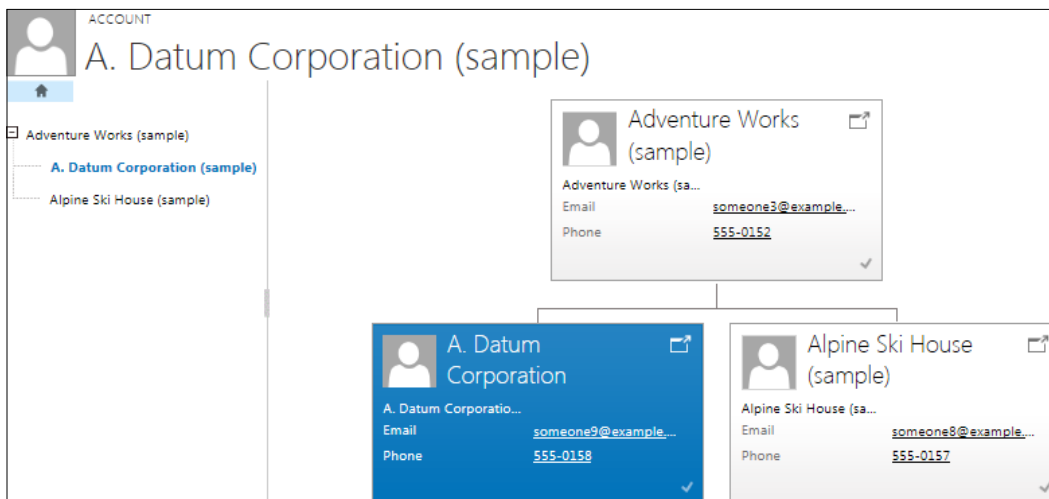 ACCOUNT
A. Datum Corporation (sample)
Adventure Works (sample)
A. Datum Corporation (sample)
Alpine Ski House (sample)
Adventure Works
(sample)
Adventure Works (sa...
Email someone3@example....
Phone 555-0152
A. Datum
Corporation
A. Datum Corporatio...
Email someone9@example....
Phone 555-0158
Alpine Ski House
(sample)
Alpine Ski House (sa...
Email someone8@example....
Phone 555-0157